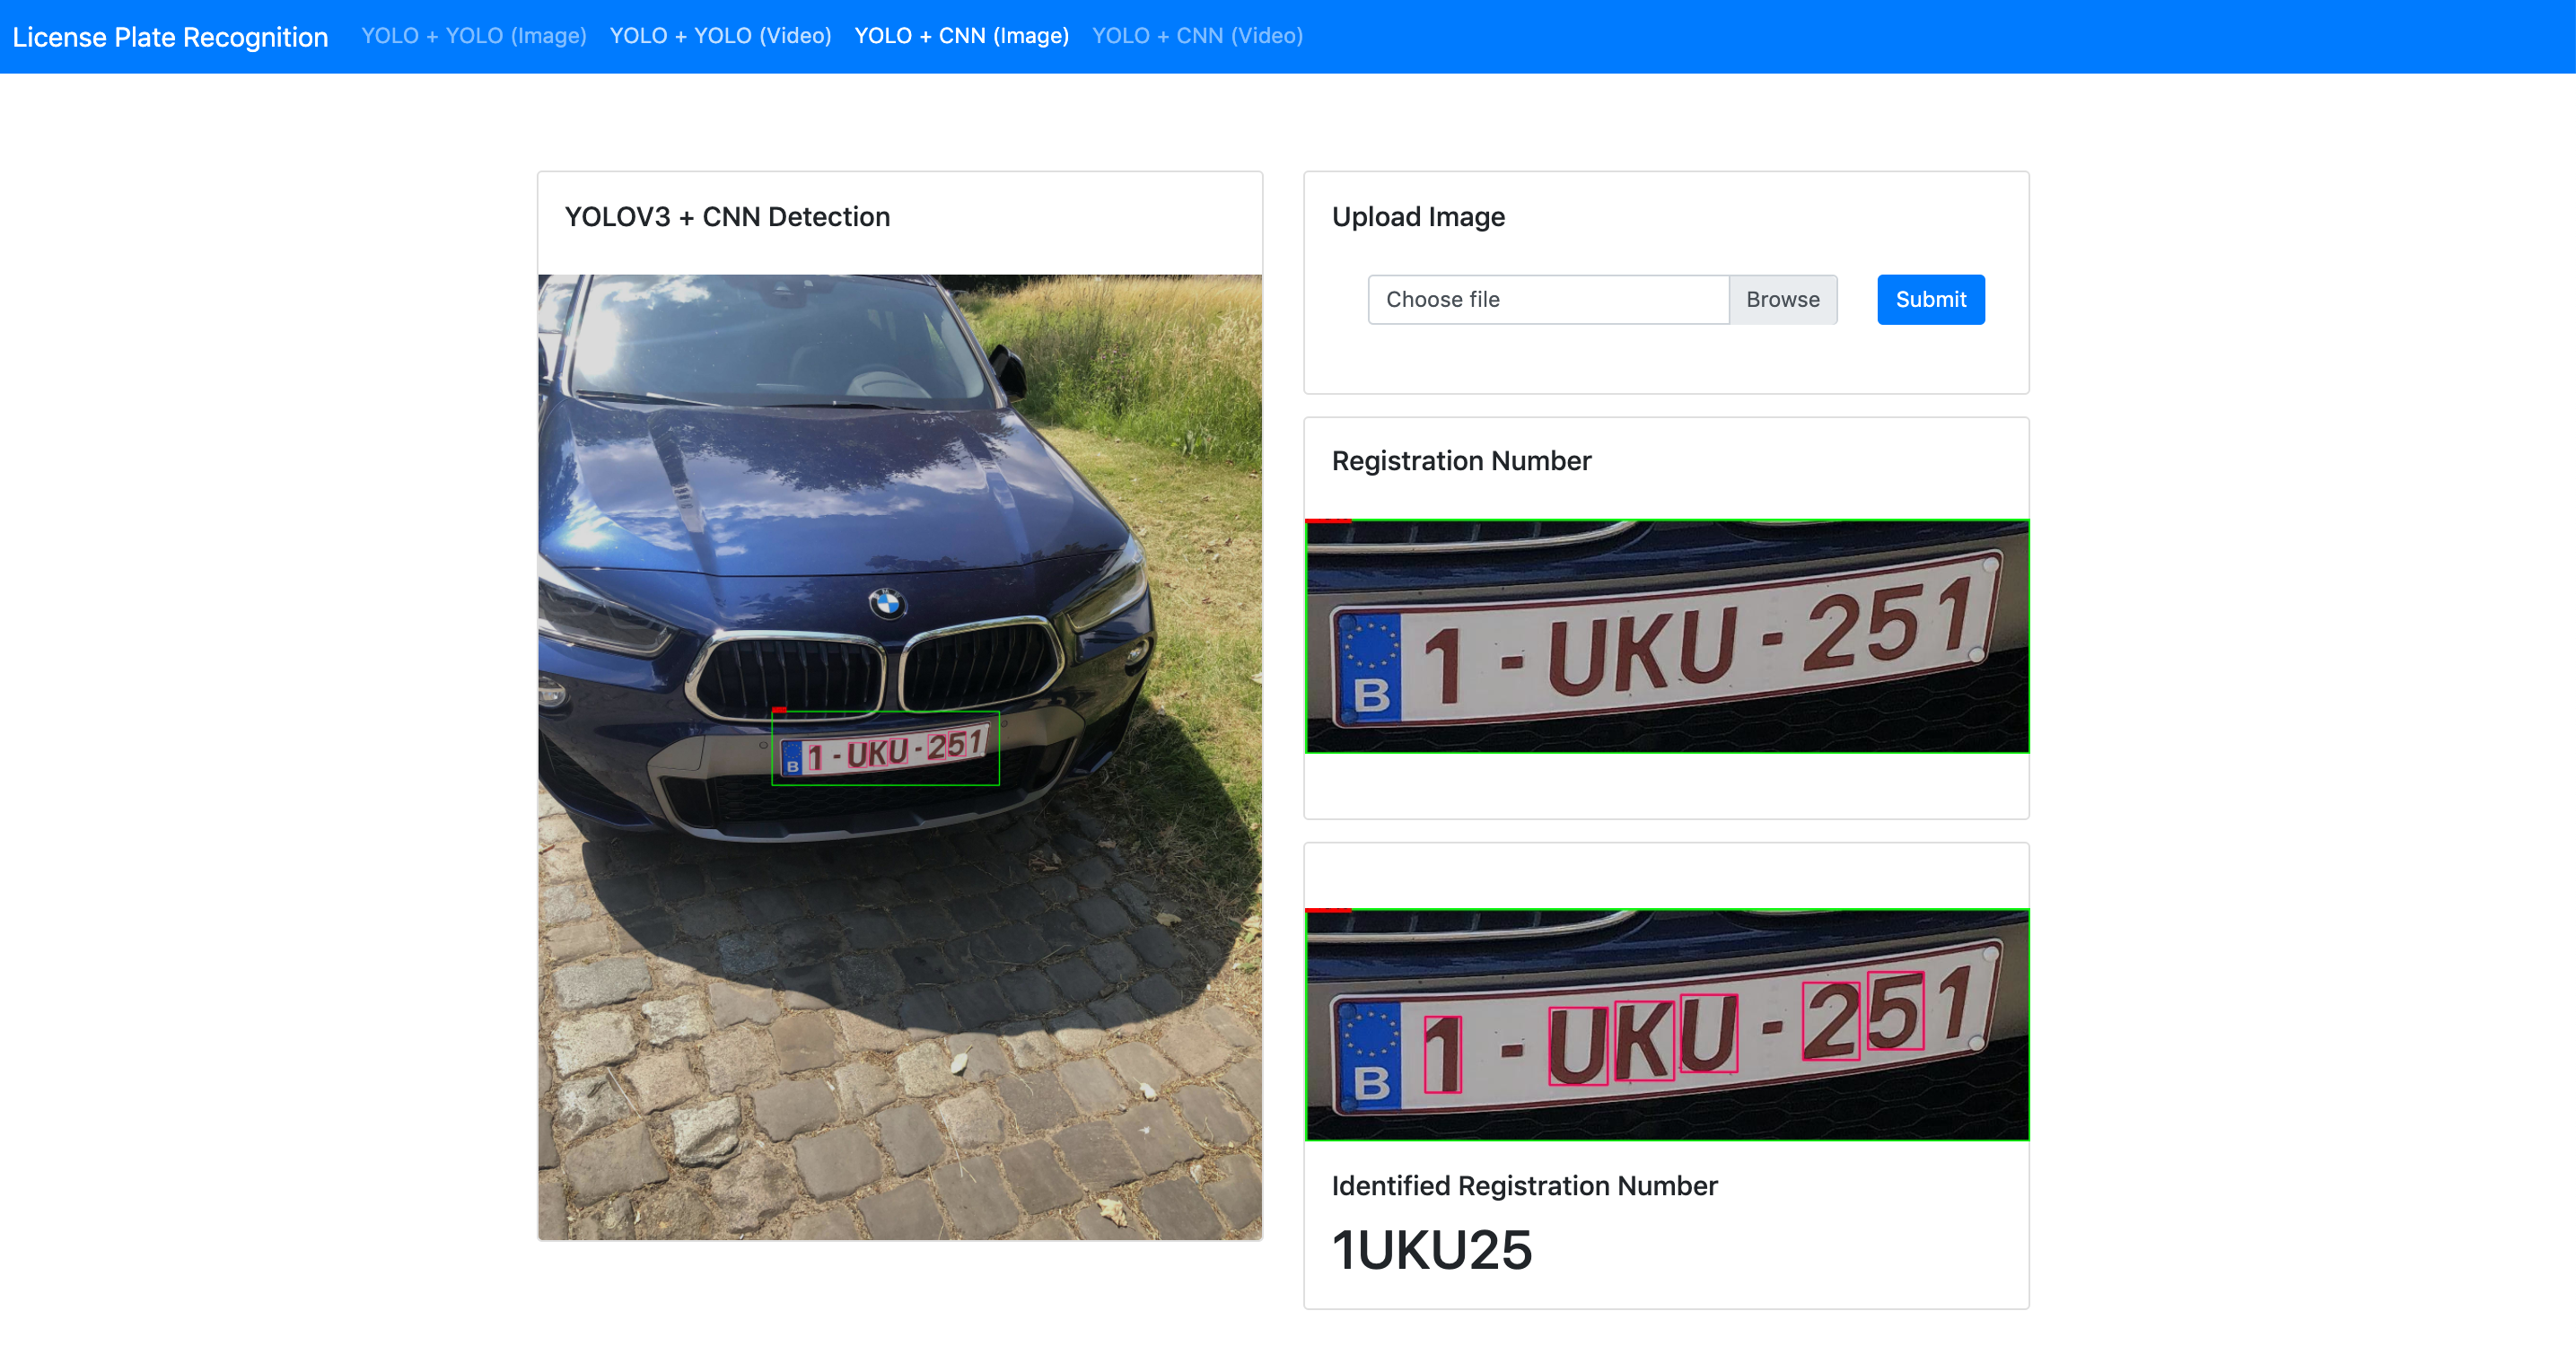 License Plate Recognition YOLO + YOLO (Image) YOLO + YOLO (Video) YOLO + CNN (Image) YOLO + CNN (Video)
YOLOV3 + CNN Detection
B 1 - UKU - 251
Upload Image
Choose file Browse Submit
Registration Number
B 1 - UKU - 251
B 1 - UKU - 251
Identified Registration Number
1UKU25